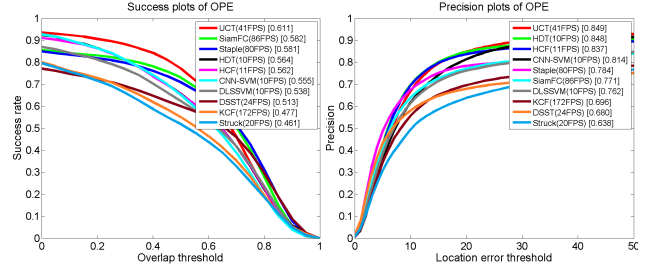 Success plots of OPE
Success rate
1
0.9
0.8
0.7
0.6
0.5
0.4
0.3
0.2
0.1
0
UCT(41FPS) [0.611]
SiamFC(86FPS) [0.582]
Staple(80FPS) [0.581]
HDT(10FPS) [0.564]
HCF(11FPS) [0.562]
CNN-SVM(10FPS) [0.555]
DLSSVM(10FPS) [0.538]
DSST(24FPS) [0.513]
KCF(172FPS) [0.477]
Struck(20FPS) [0.461]
0 0.2 0.4 0.6 0.8 1
Overlap threshold
Precision plots of OPE
Precision
1
0.9
0.8
0.7
0.6
0.5
0.4
0.3
0.2
0.1
0
UCT(41FPS) [0.849]
HDT(10FPS) [0.848]
HCF(11FPS) [0.837]
CNN-SVM(10FPS) [0.814]
Staple(80FPS) [0.784]
SiamFC(86FPS) [0.771]
DLSSVM(10FPS) [0.762]
KCF(172FPS) [0.696]
DSST(24FPS) [0.680]
Struck(20FPS) [0.638]
0 10 20 30 40 50
Location error threshold